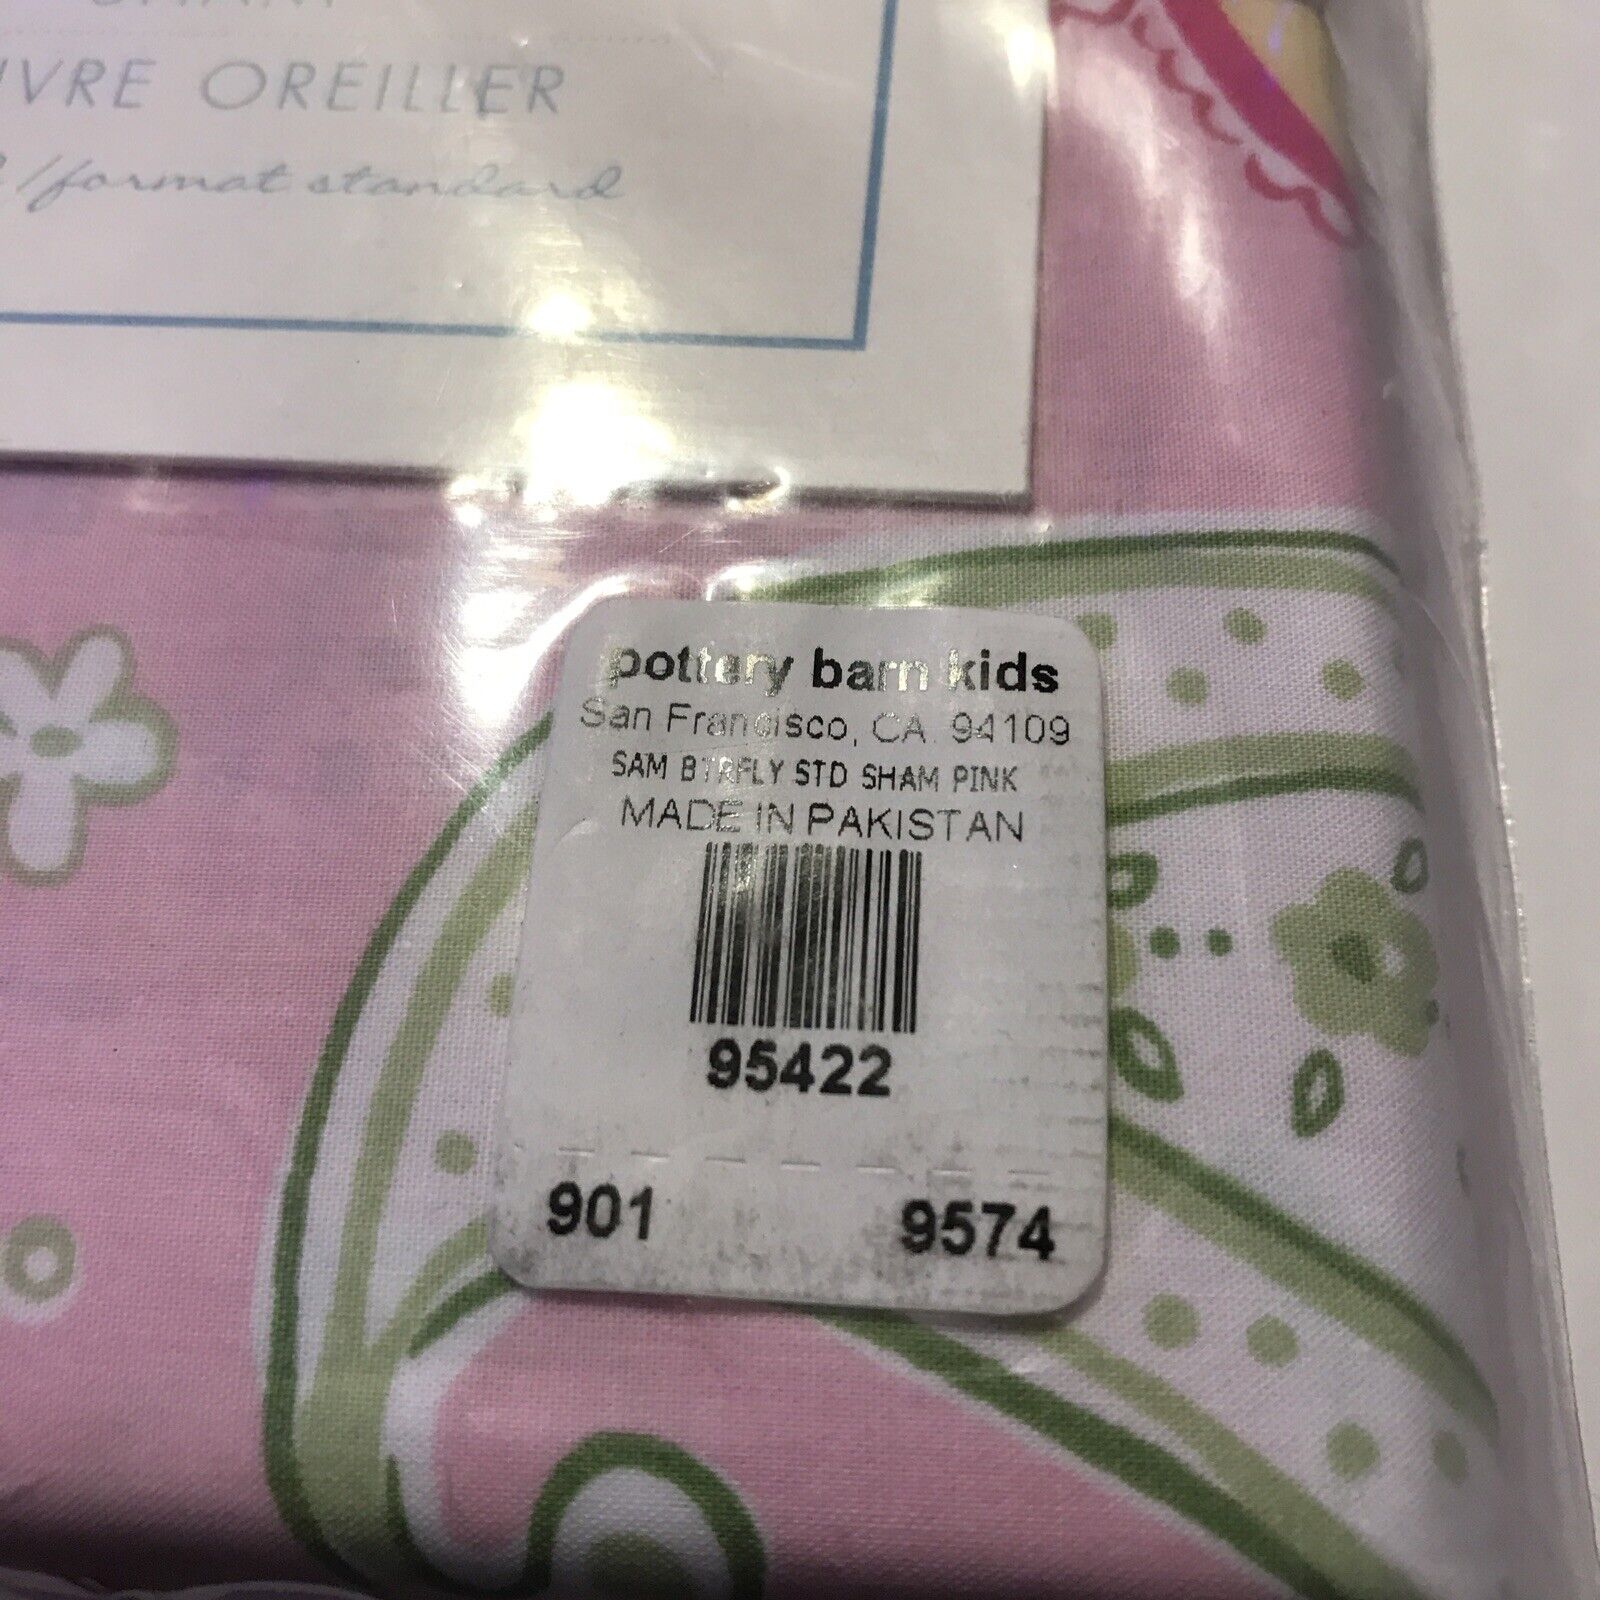 SHAM
OREILLER
/format standard
pottery barn kids
San Francisco, CA 94109
SAM BTRFLY STD SHAM PINK
MADE IN PAKISTAN
95422
901 9574